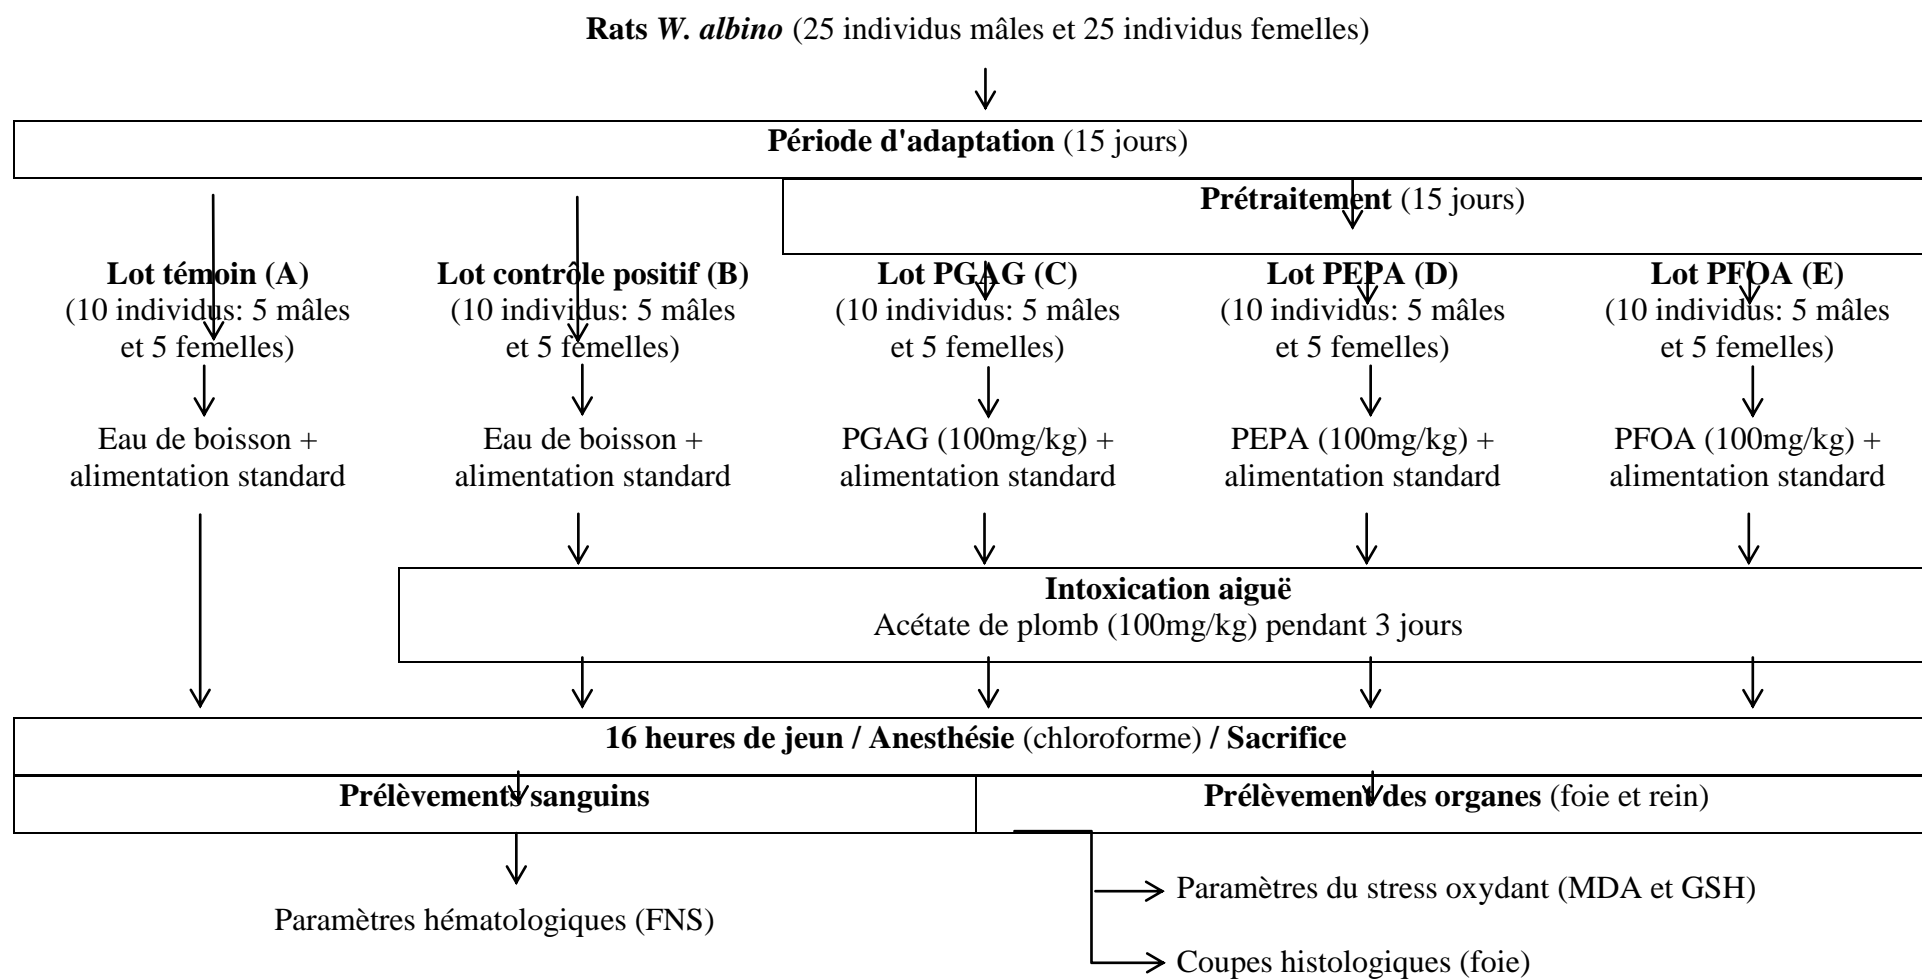 Rats W. albino (25 individus mâles et 25 individus femelles)
Période d'adaptation (15 jours)
Prétraitement (15 jours)
Lot témoin (A)
(10 individus: 5 mâles
et 5 femelles)
Lot contrôle positif (B)
(10 individus: 5 mâles
et 5 femelles)
Lot PGAG (C)
(10 individus: 5 mâles
et 5 femelles)
Lot PEPA (D)
(10 individus: 5 mâles
et 5 femelles)
Lot PFOA (E)
(10 individus: 5 mâles
et 5 femelles)
Eau de boisson +
alimentation standard
Eau de boisson +
alimentation standard
PGAG (100mg/kg) +
alimentation standard
PEPA (100mg/kg) +
alimentation standard
PFOA (100mg/kg) +
alimentation standard
Intoxication aiguë
Acétate de plomb (100mg/kg) pendant 3 jours
16 heures de jeun / Anesthésie (chloroforme) / Sacrifice
Prélèvements sanguins
Prélèvement des organes (foie et rein)
Paramètres hématologiques (FNS)
Paramètres du stress oxydant (MDA et GSH)
Coupes histologiques (foie)